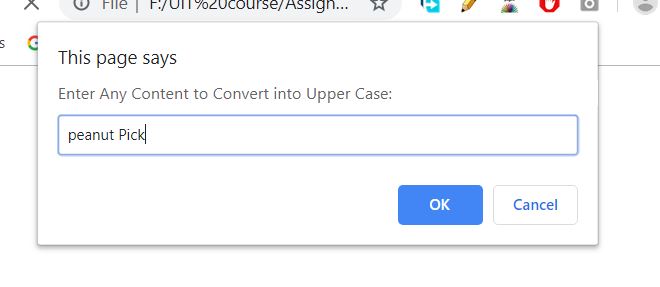 File | F:/UIT%20course/Assign...
s
This page says
Enter Any Content to Convert into Upper Case:
peanut Pick
OK Cancel